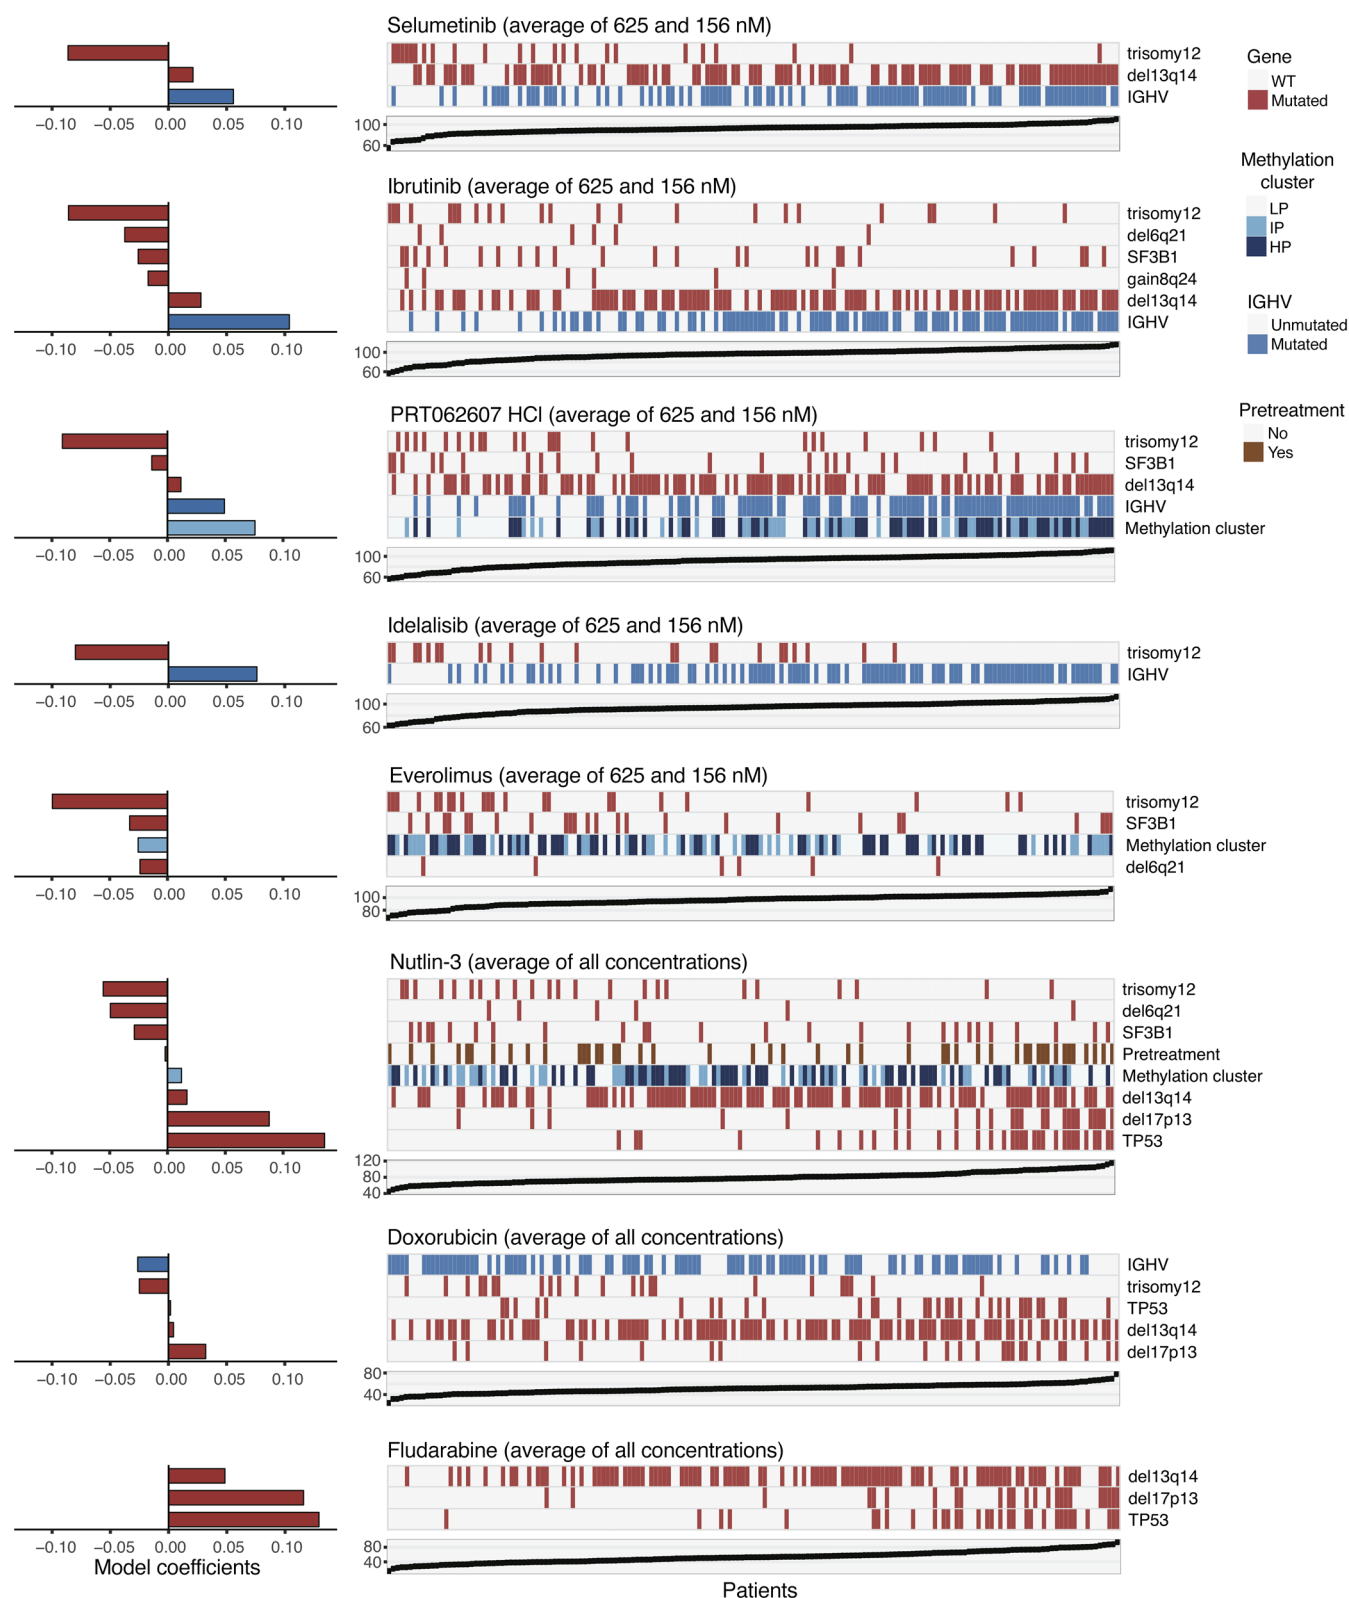 Selumetinib (average of 625 and 156 nM)
trisomy12
del13q14
IGHV
−0.10 −0.05 0.00 0.05 0.10
100
60
Gene
WT
Mutated
Methylation
cluster
LP
IP
HP
IGHV
Unmutated
Mutated
Pretreatment
No
Yes
Ibrutinib (average of 625 and 156 nM)
trisomy12
del6q21
SF3B1
gain8q24
del13q14
IGHV
−0.10 −0.05 0.00 0.05 0.10
100
60
PRT062607 HCl (average of 625 and 156 nM)
trisomy12
SF3B1
del13q14
IGHV
Methylation cluster
−0.10 −0.05 0.00 0.05 0.10
100
60
Idelalisib (average of 625 and 156 nM)
trisomy12
IGHV
−0.10 −0.05 0.00 0.05 0.10
100
60
Everolimus (average of 625 and 156 nM)
trisomy12
SF3B1
Methylation cluster
del6q21
−0.10 −0.05 0.00 0.05 0.10
100
80
Nutlin-3 (average of all concentrations)
trisomy12
del6q21
SF3B1
Pretreatment
Methylation cluster
del13q14
del17p13
TP53
−0.10 −0.05 0.00 0.05 0.10
120
80
40
Doxorubicin (average of all concentrations)
IGHV
trisomy12
TP53
del13q14
del17p13
−0.10 −0.05 0.00 0.05 0.10
80
40
Fludarabine (average of all concentrations)
del13q14
del17p13
TP53
−0.10 −0.05 0.00 0.05 0.10
80
40
Model coefficients
Patients